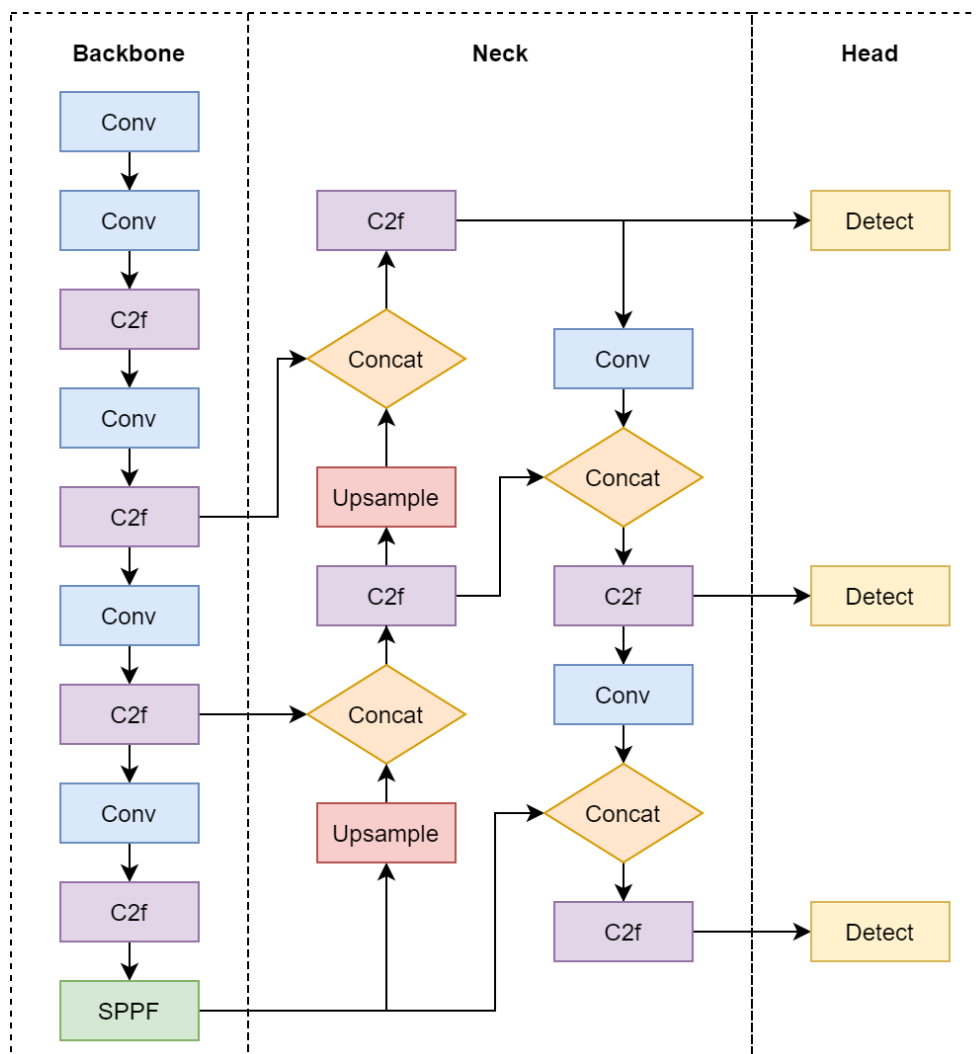 Backbone
Conv
Conv
C2f
Conv
C2f
Conv
C2f
Conv
C2f
SPPF
Neck
C2f
Concat
Upsample
C2f
Concat
Upsample
Conv
Concat
C2f
Conv
Concat
C2f
Head
Detect
Detect
Detect